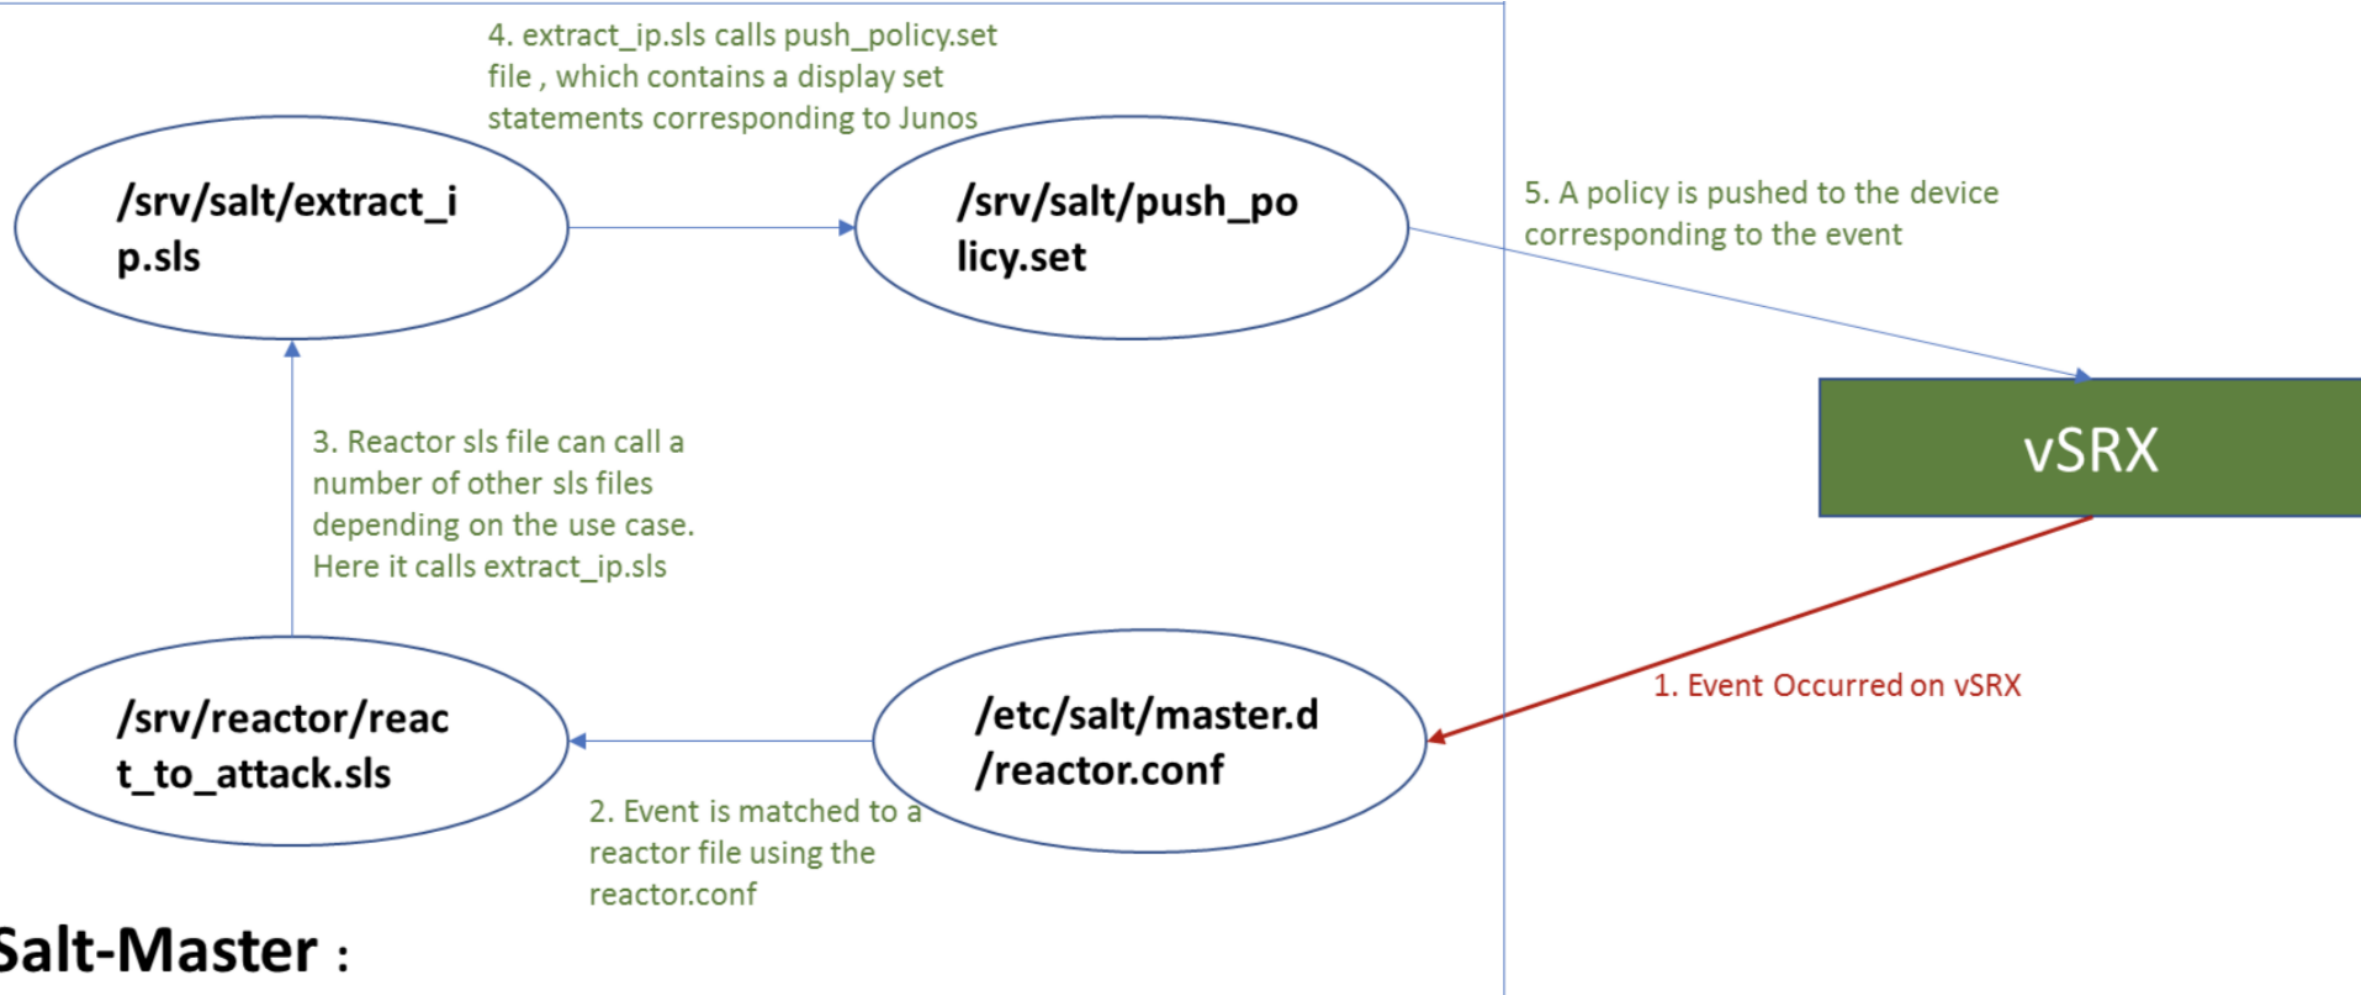 4. extract_ip.sls calls push_policy.set
file , which contains a display set
statements corresponding to Junos
/srv/salt/extract_i
p.sls
/srv/salt/push_po
licy.set
5. A policy is pushed to the device
corresponding to the event
vSRX
3. Reactor sls file can call a
number of other sls files
depending on the use case.
Here it calls extract_ip.sls
1. Event Occurred on vSRX
/srv/reactor/reac
t_to_attack.sls
/etc/salt/master.d
/reactor.conf
2. Event is matched to a
reactor file using the
reactor.conf
Salt-Master :